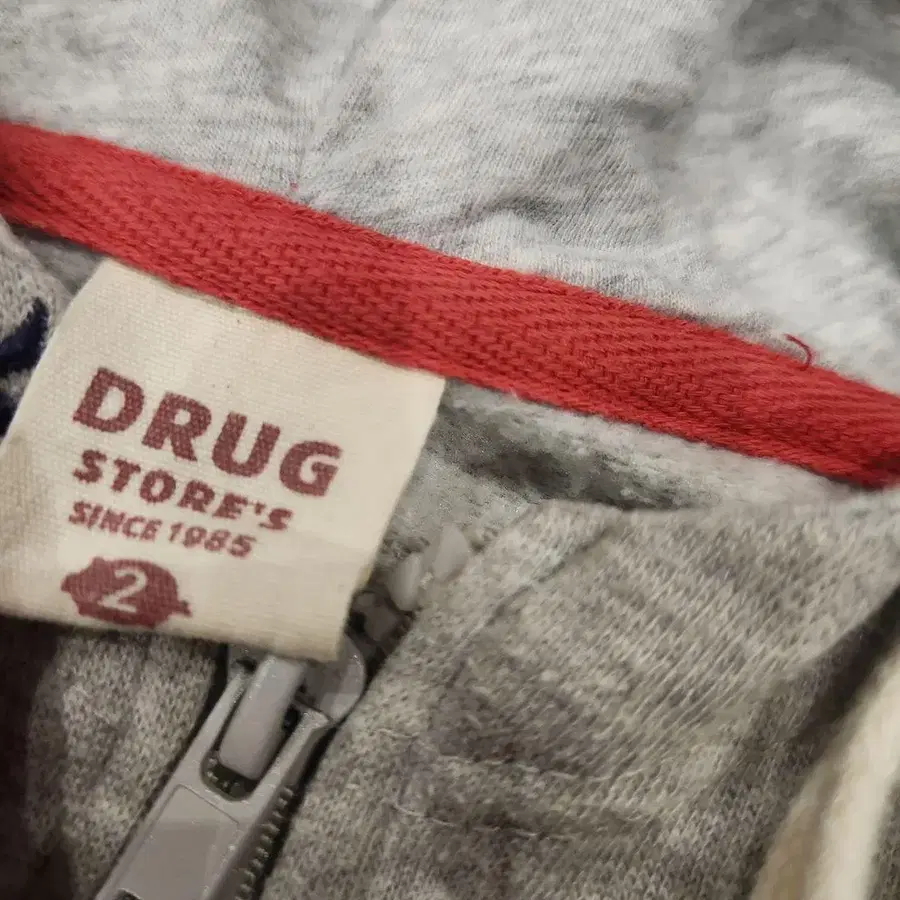 DRUG
STORE'S
SINCE 1985
2